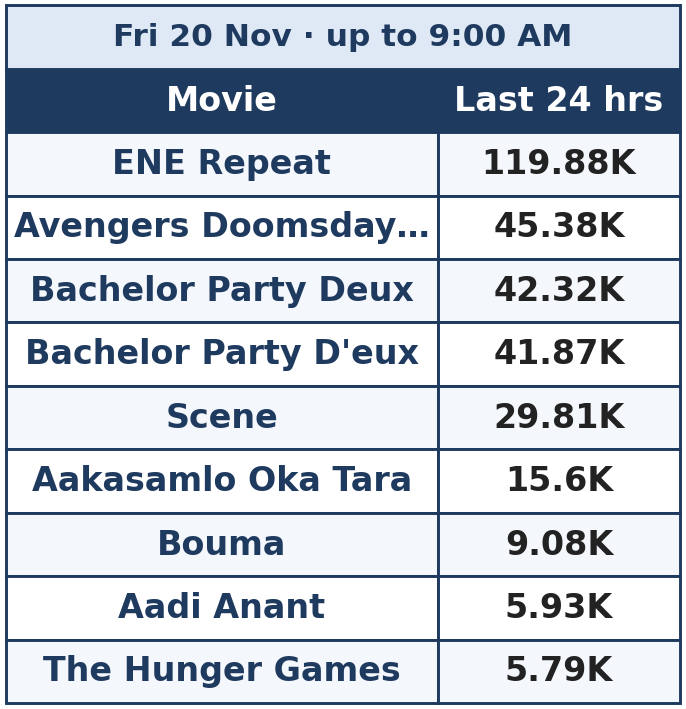 Fri 20 Nov · up to 9:00 AM
Movie Last 24 hrs
ENE Repeat 119.88K
Avengers Doomsday... 45.38K
Bachelor Party Deux 42.32K
Bachelor Party D'eux 41.87K
Scene 29.81K
Aakasamlo Oka Tara 15.6K
Bouma 9.08K
Aadi Anant 5.93K
The Hunger Games 5.79K